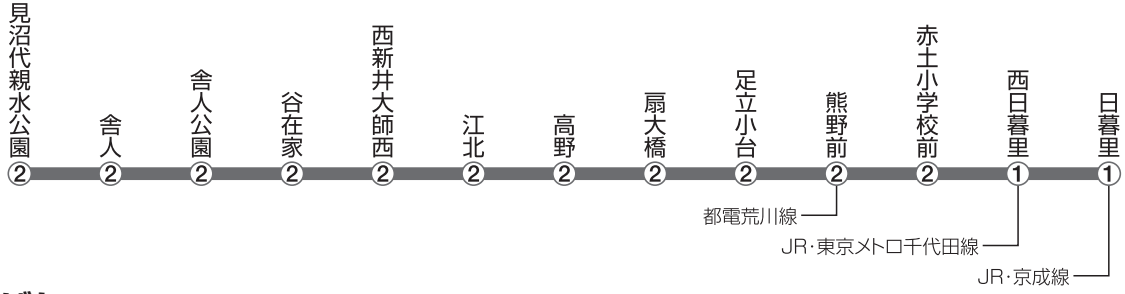 見沼代親水公園
舎人
舎人公園
谷在家
西新井大師西
江北
高野
扇大橋
足立小台
熊野前
赤土小学校前
西日暮里
日暮里
② ② ② ② ② ② ② ② ② ② ② ① ①
都電荒川線
JR・東京メトロ千代田線
JR・京成線